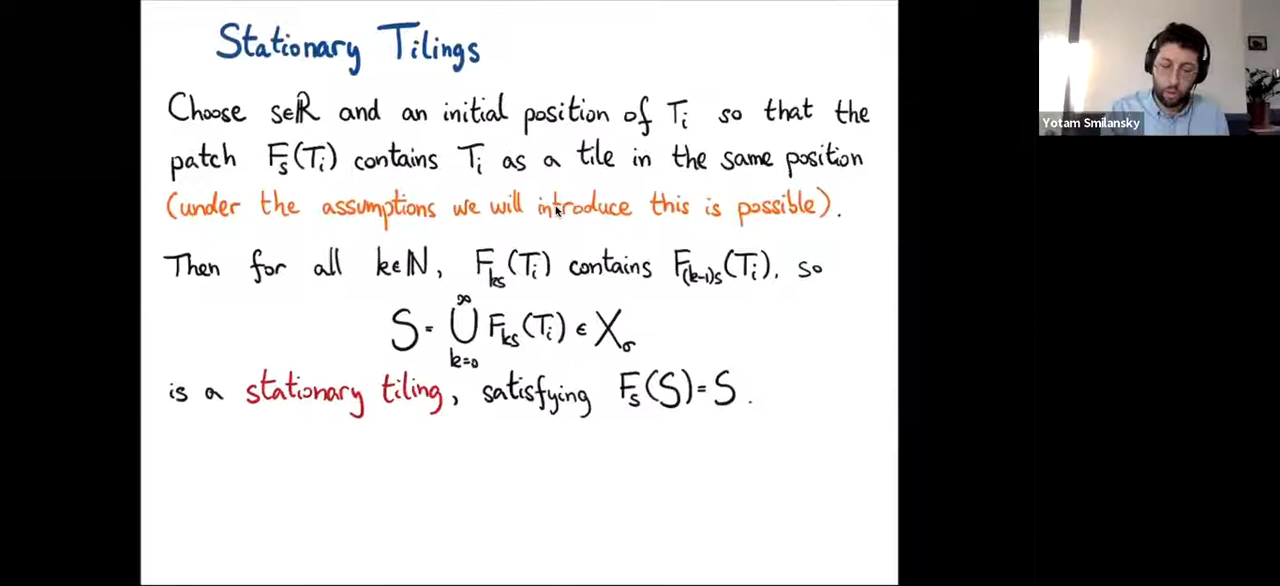 Stationary Tilings
Choose s∈ℝ and an initial position of Tᵢ so that the
patch Fₛ(Tᵢ) contains Tᵢ as a tile in the same position
(under the assumptions we will introduce this is possible).
Then for all k∈ℕ, Fₖₛ(Tᵢ) contains F₍ₖ₋₁₎ₛ(Tᵢ), so
S = ⋃_{k=0}^{∞} Fₖₛ(Tᵢ) ∈ X_σ
is a stationary tiling, satisfying Fₛ(S)=S.
Yotam Smilansky